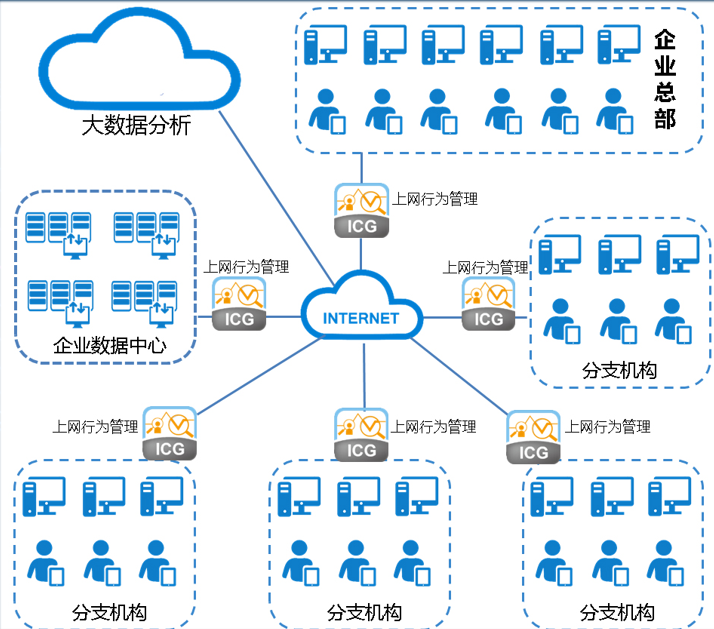 企业总部
大数据分析
上网行为管理
ICG
上网行为管理
ICG
上网行为管理
ICG
INTERNET
企业数据中心
分支机构
上网行为管理
ICG
上网行为管理
ICG
上网行为管理
ICG
分支机构
分支机构
分支机构